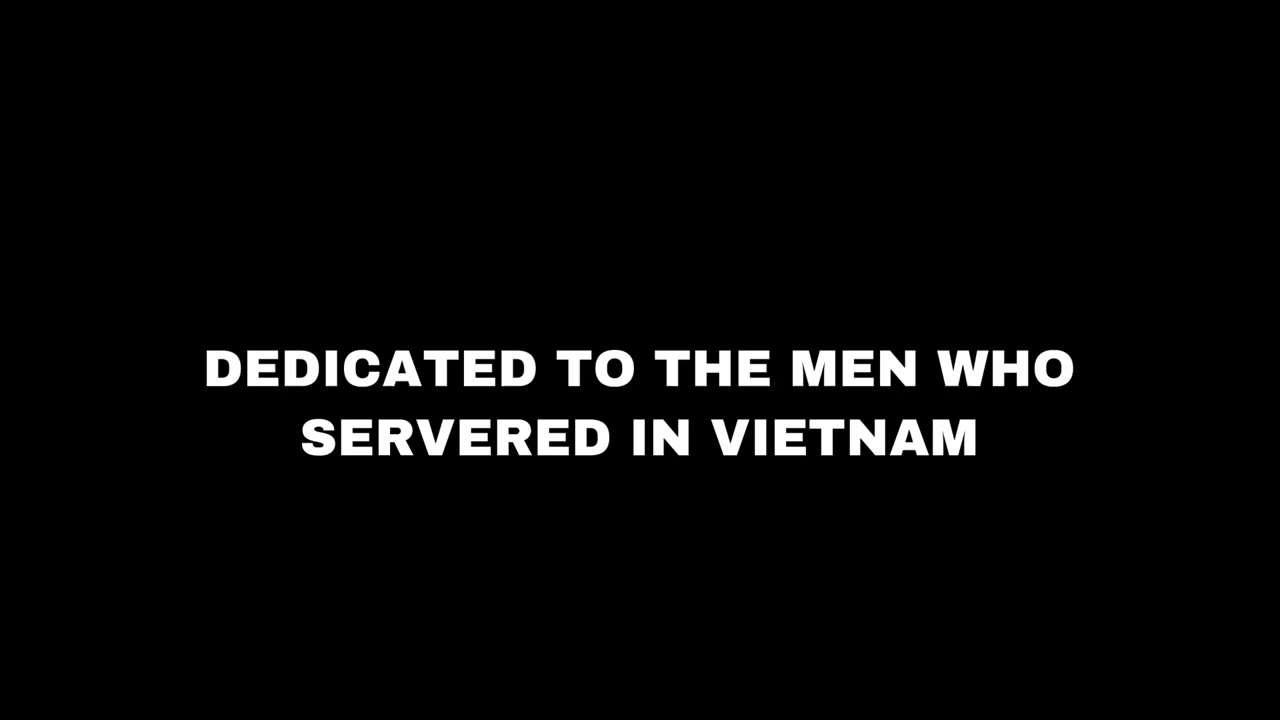 DEDICATED TO THE MEN WHO
SERVERED IN VIETNAM